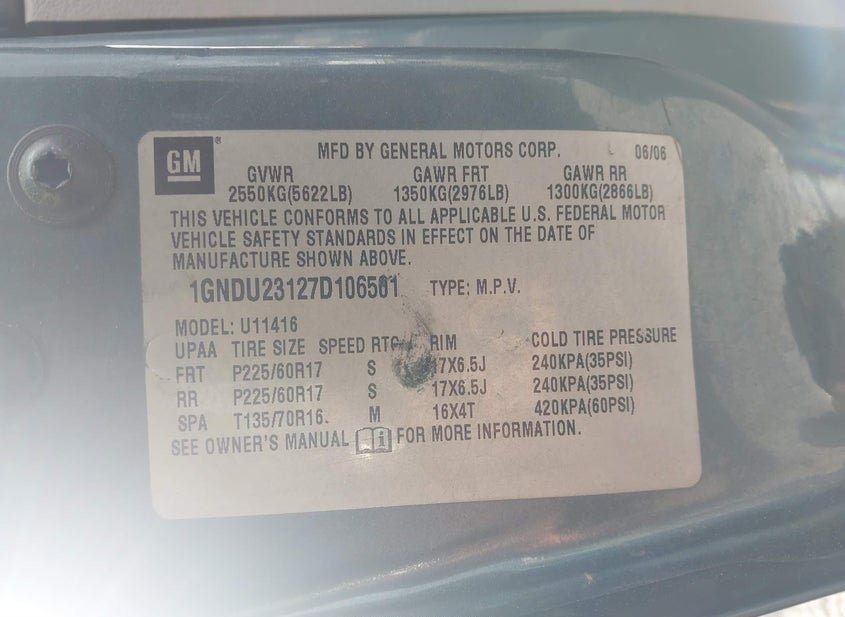 GM
MFD BY GENERAL MOTORS CORP. 06/06
GVWR GAWR FRT GAWR RR
2550KG(5622LB) 1350KG(2976LB) 1300KG(2866LB)
THIS VEHICLE CONFORMS TO ALL APPLICABLE U.S. FEDERAL MOTOR
VEHICLE SAFETY STANDARDS IN EFFECT ON THE DATE OF
MANUFACTURE SHOWN ABOVE.
TYPE: M.P.V.
MODEL: U11416
UPAA TIRE SIZE SPEED RTG RIM COLD TIRE PRESSURE
FRT P225/60R17 S 17X6.5J 240KPA(35PSI)
RR P225/60R17 S 17X6.5J 240KPA(35PSI)
SPA T135/70R16 M 16X4T 420KPA(60PSI)
SEE OWNER'S MANUAL FOR MORE INFORMATION.